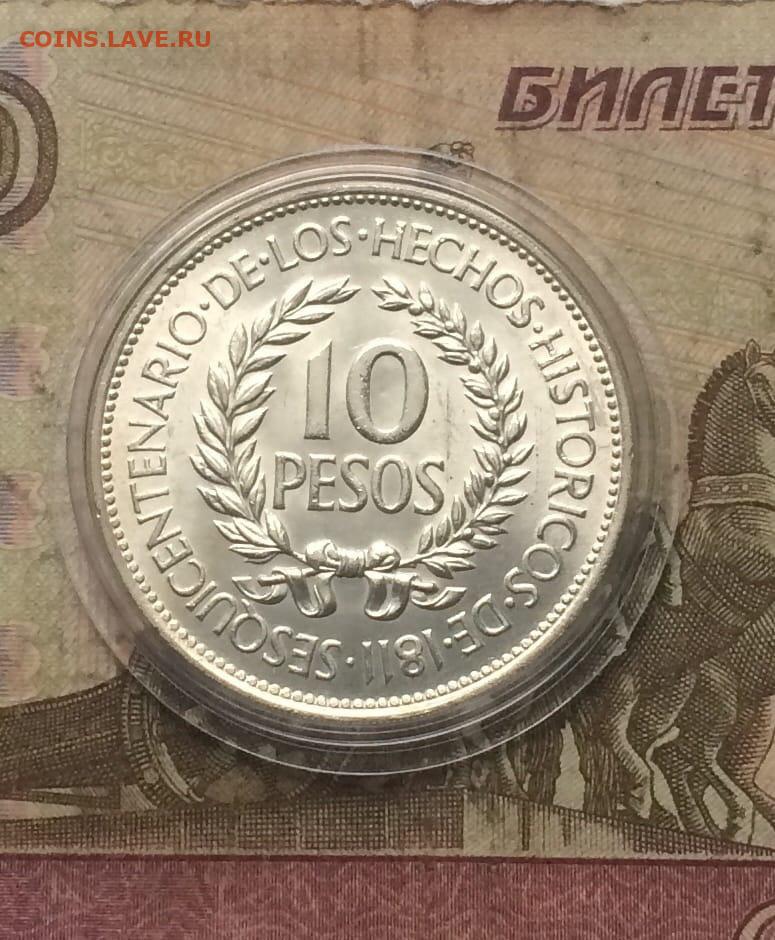 COINS.LAVE.RU
БИЛЕТ
SESQUICENTENARIO·DE·LOS·HECHOS·HISTORICOS·DE·1811·
10
PESOS